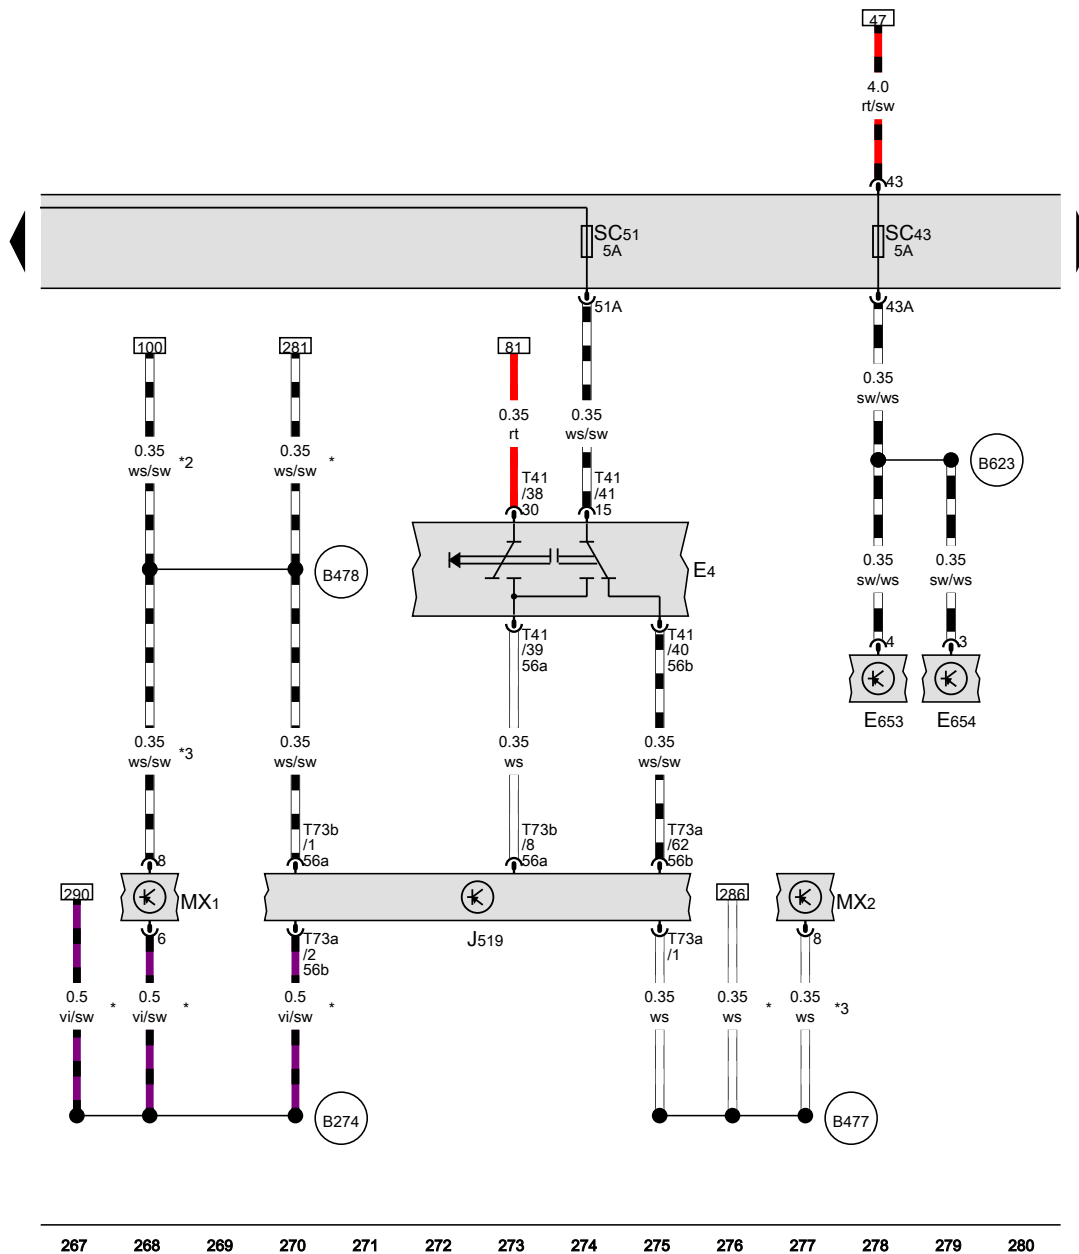 47
4.0
rt/sw
43
SC51
5A
SC43
5A
51A
43A
100
281
81
0.35
sw/ws
0.35
rt
0.35
ws/sw
0.35
ws/sw
*2
0.35
ws/sw
*
B623
T41
/38
30
T41
/41
15
B478
E4
0.35
sw/ws
0.35
sw/ws
T41
/39
56a
T41
/40
56b
4
3
E653
E654
0.35
ws/sw
*3
0.35
ws/sw
0.35
ws
0.35
ws/sw
8
T73b
/1
56a
T73b
/8
56a
T73a
/62
56b
290
MX1
286
MX2
6
T73a
/2
56b
J519
T73a
/1
8
0.5
vi/sw
*
0.5
vi/sw
*
0.5
vi/sw
*
0.35
ws
0.35
ws
*
0.35
ws
*3
B274
B477
267 268 269 270 271 272 273 274 275 276 277 278 279 280